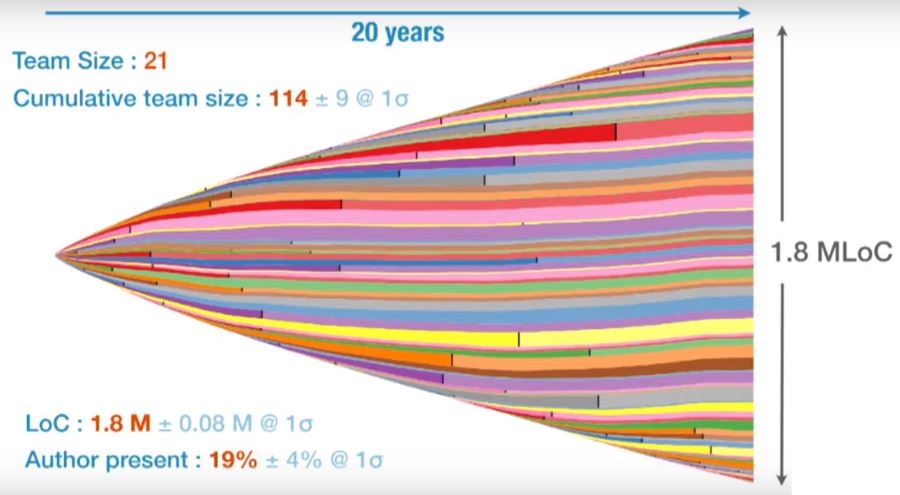 20 years
Team Size : 21
Cumulative team size : 114 ± 9 @ 1σ
1.8 MLoC
LoC : 1.8 M ± 0.08 M @ 1σ
Author present : 19% ± 4% @ 1σ